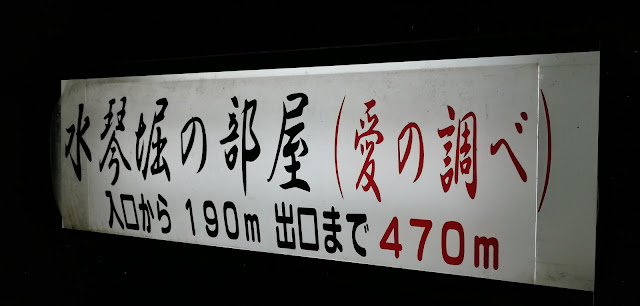 水琴堀の部屋(愛の調べ)
入口から 190m 出口まで 470m